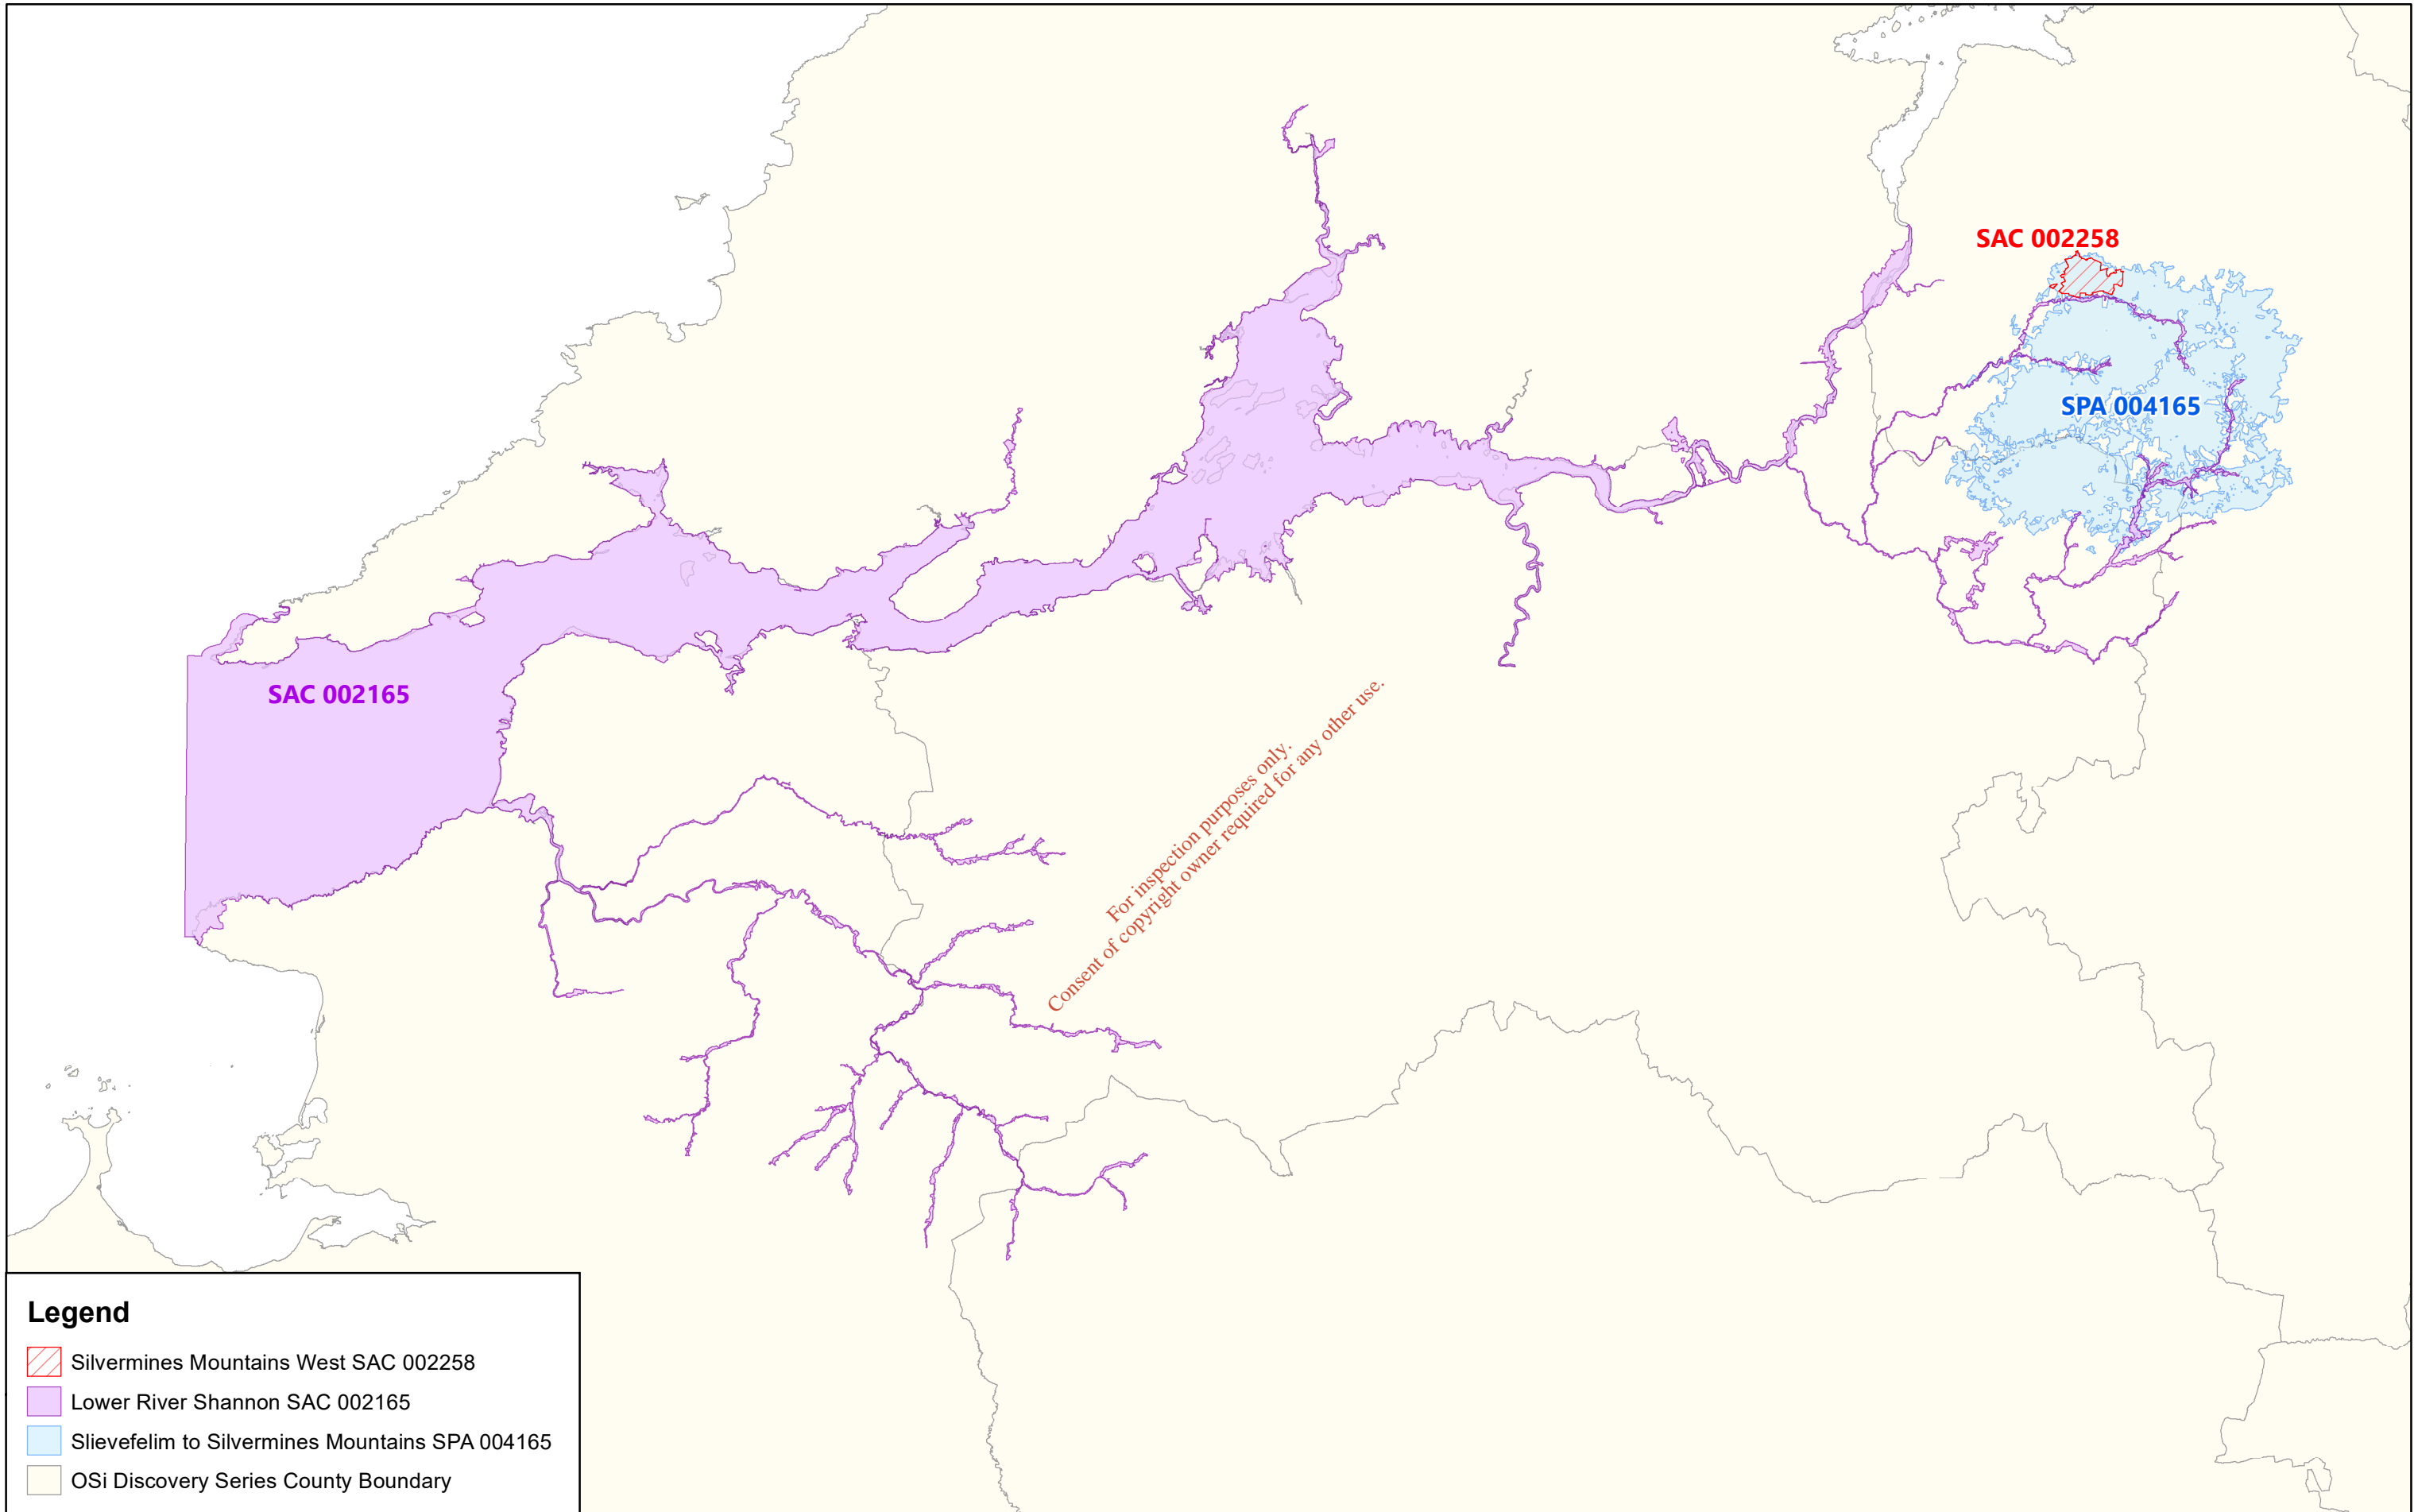 SAC 002258
SPA 004165
SAC 002165
For inspection purposes only.
Consent of copyright owner required for any other use.
Legend
Silvermines Mountains West SAC 002258
Lower River Shannon SAC 002165
Slievefelim to Silvermines Mountains SPA 004165
OSi Discovery Series County Boundary